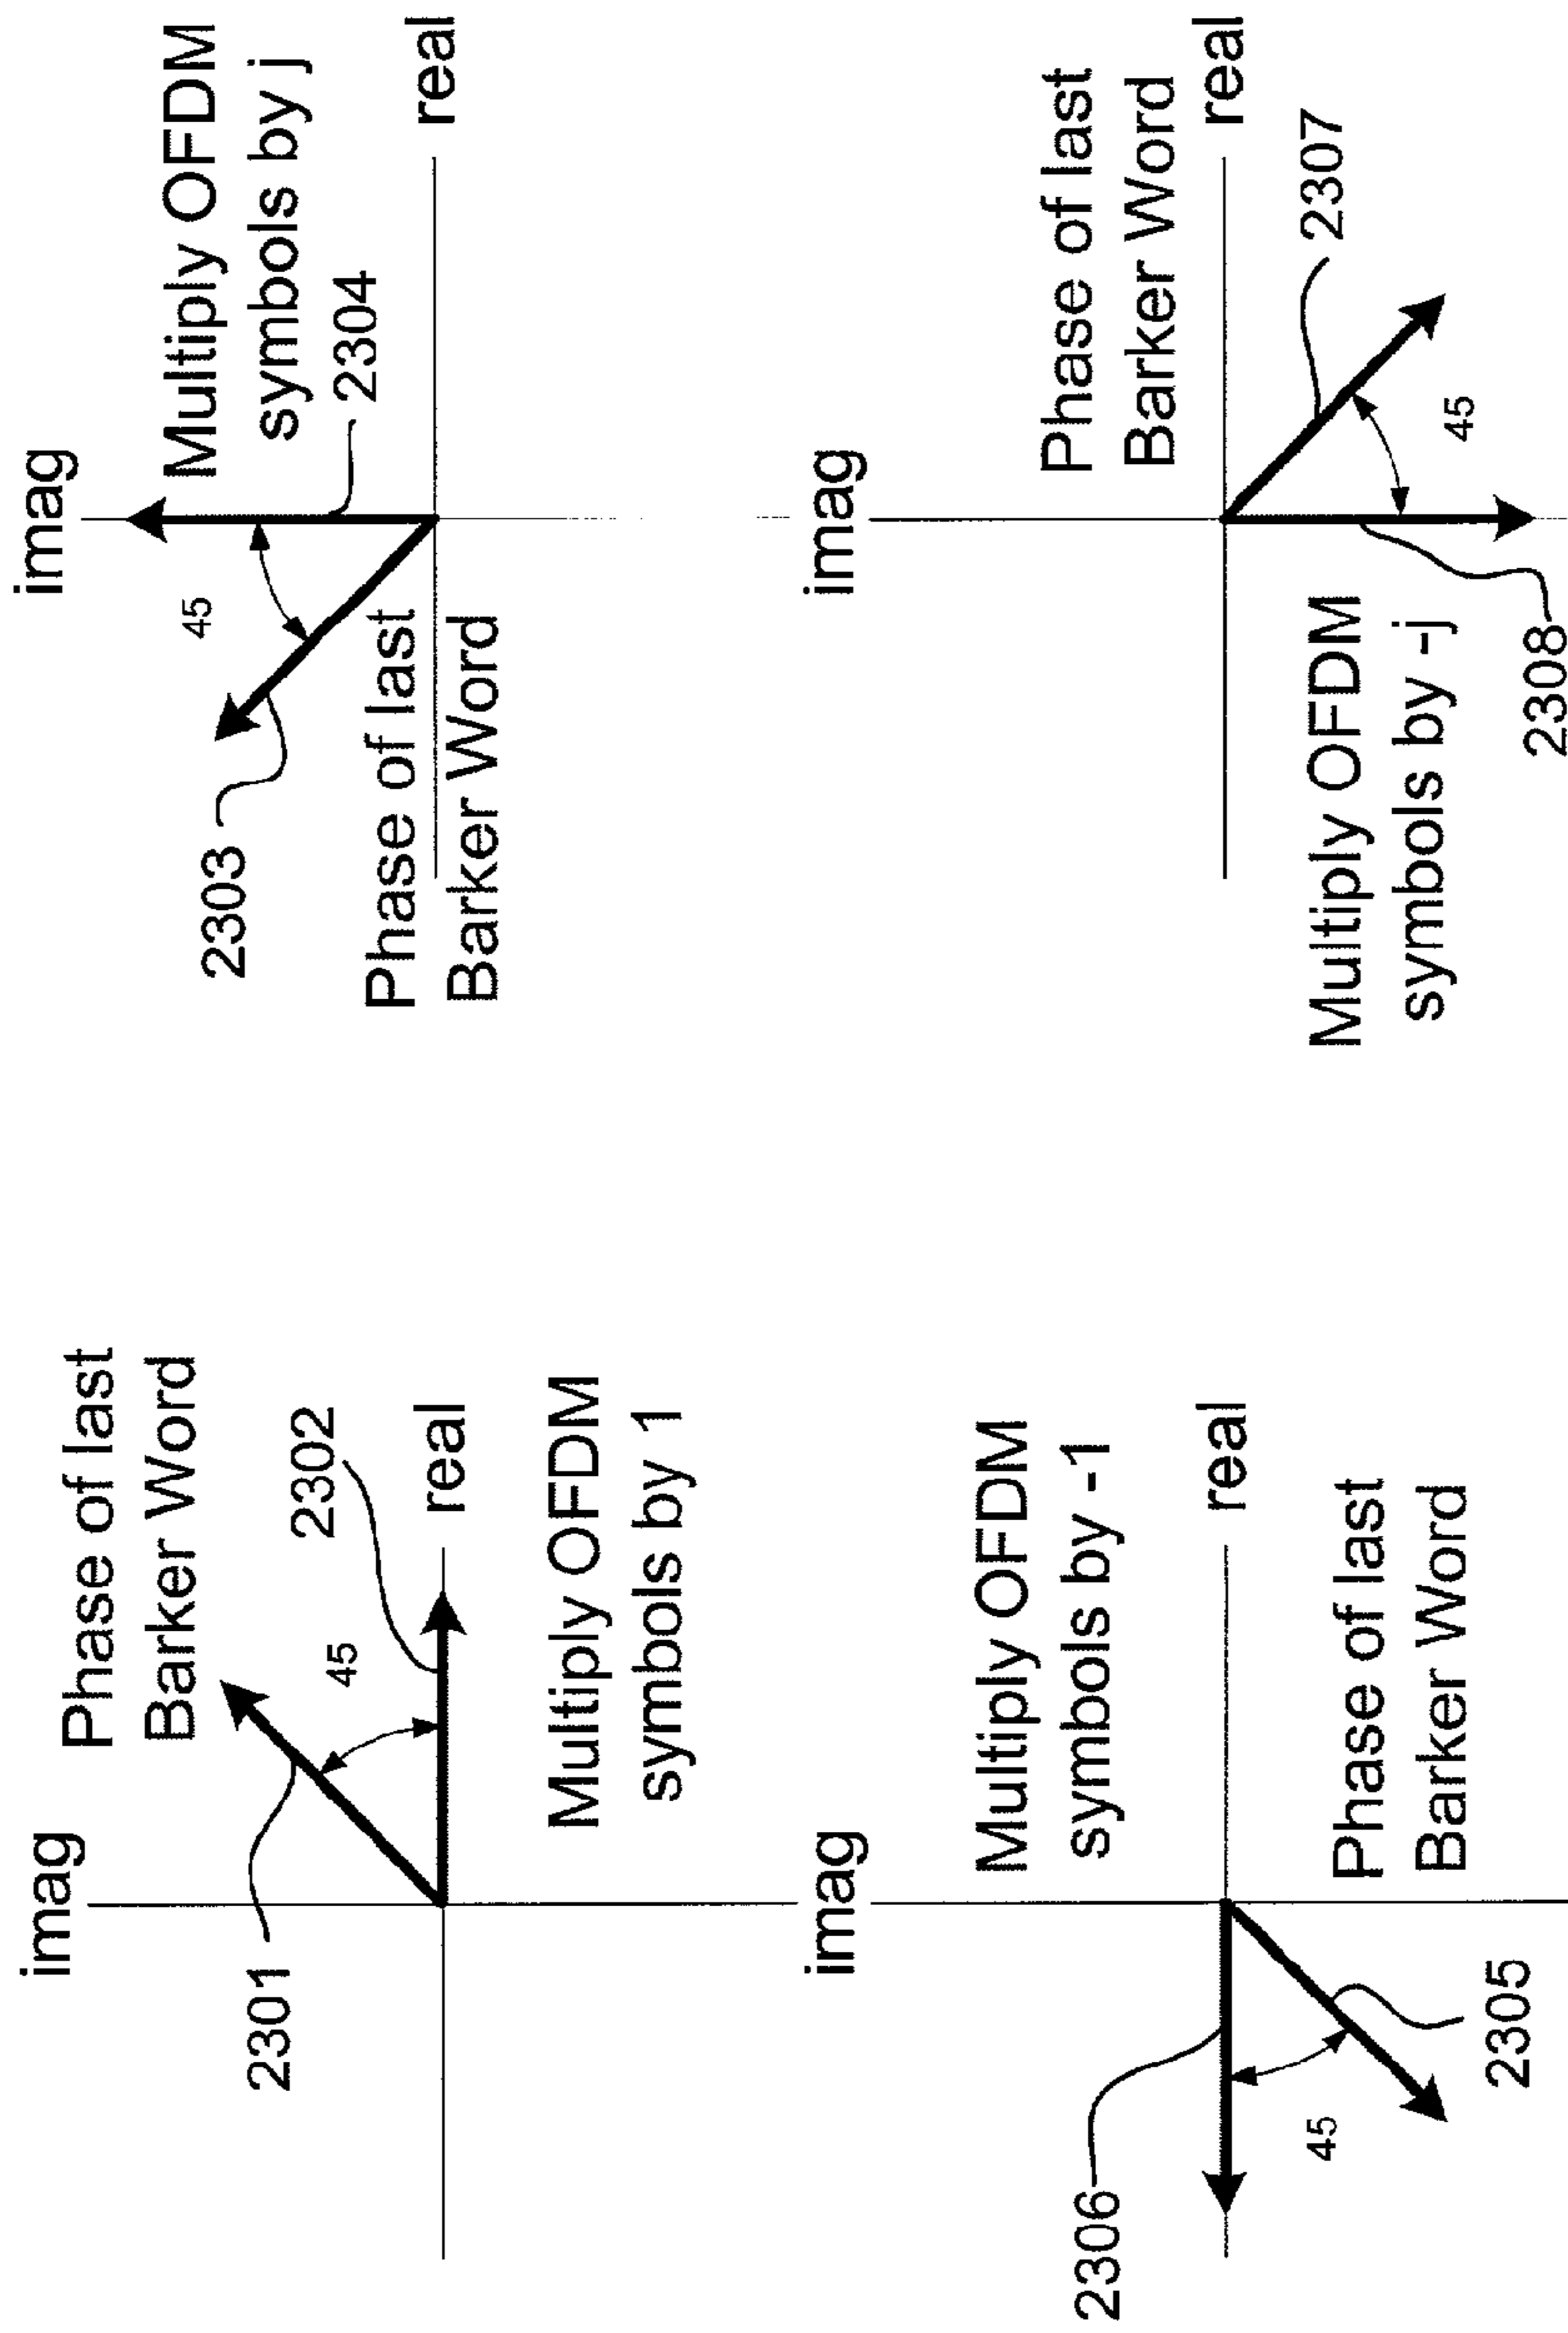 imag
Phase of last
Barker Word
2301
45
2302
real
Multiply OFDM
symbols by 1
imag
Multiply OFDM
symbols by j
2303
45
2304
real
Phase of last
Barker Word
imag
Multiply OFDM
symbols by -1
2306
real
45
2305
Phase of last
Barker Word
imag
Phase of last
Barker Word
real
2307
45
Multiply OFDM
symbols by -j
2308